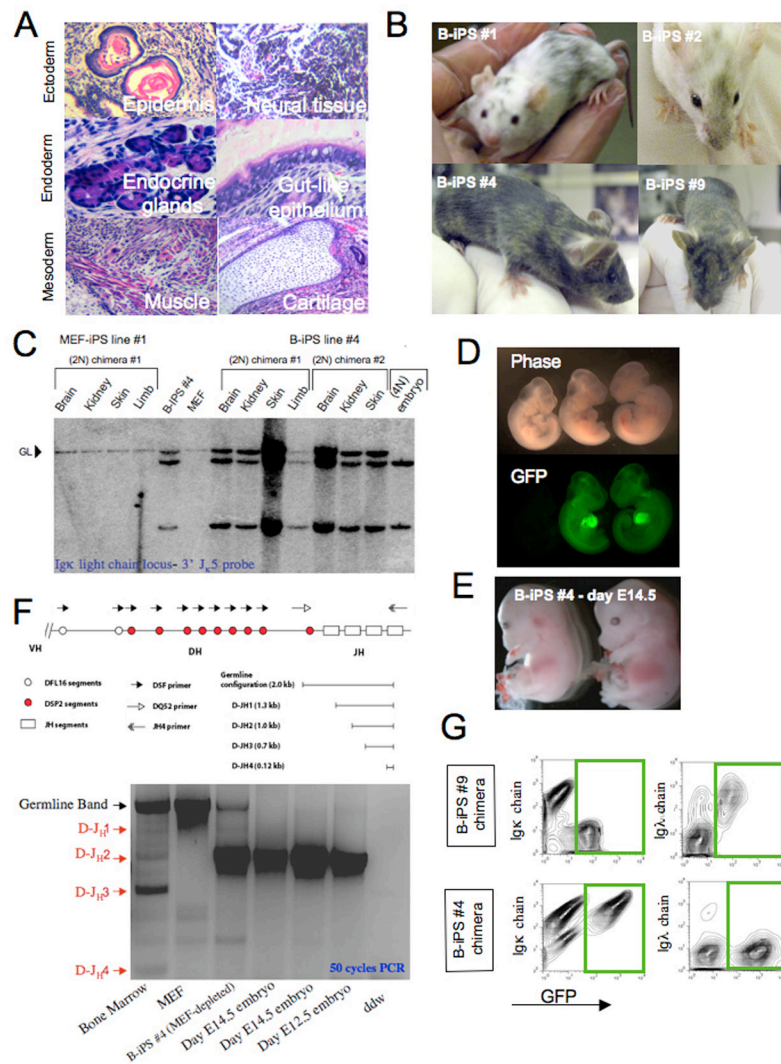 A
Ectoderm
Epidermis
Neural tissue
Endoderm
Endocrine
glands
Gut-like
epithelium
Mesoderm
Muscle
Cartilage
B
B-iPS #1
B-iPS #2
B-iPS #4
B-iPS #9
C
MEF-iPS line #1
B-iPS line #4
(2N) chimera #1
(2N) chimera #1
(2N) chimera #2
Brain
Kidney
Skin
Limb
B-iPS #4
MEF
Brain
Kidney
Skin
Limb
Brain
Kidney
Skin
(4N)
embryo
GL
Igκ light chain locus- 3' Jκ5 probe
D
Phase
GFP
E
B-iPS #4 - day E14.5
F
VH
DH
JH
DFL16 segments
DSP2 segments
JH segments
DSF primer
DQ52 primer
JH4 primer
Germline
configuration (2.0 kb)
D-JH1 (1.3 kb)
D-JH2 (1.0 kb)
D-JH3 (0.7 kb)
D-JH4 (0.12 kb)
Germline Band
D-JH1
D-JH2
D-JH3
D-JH4
50 cycles PCR
Bone Marrow
MEF
B-iPS #4 (MEF-depleted)
Day E14.5 embryo
Day E14.5 embryo
Day E12.5 embryo
ddw
G
B-iPS #9
chimera
Igκ chain
Igλ chain
B-iPS #4
chimera
Igκ chain
Igλ chain
GFP